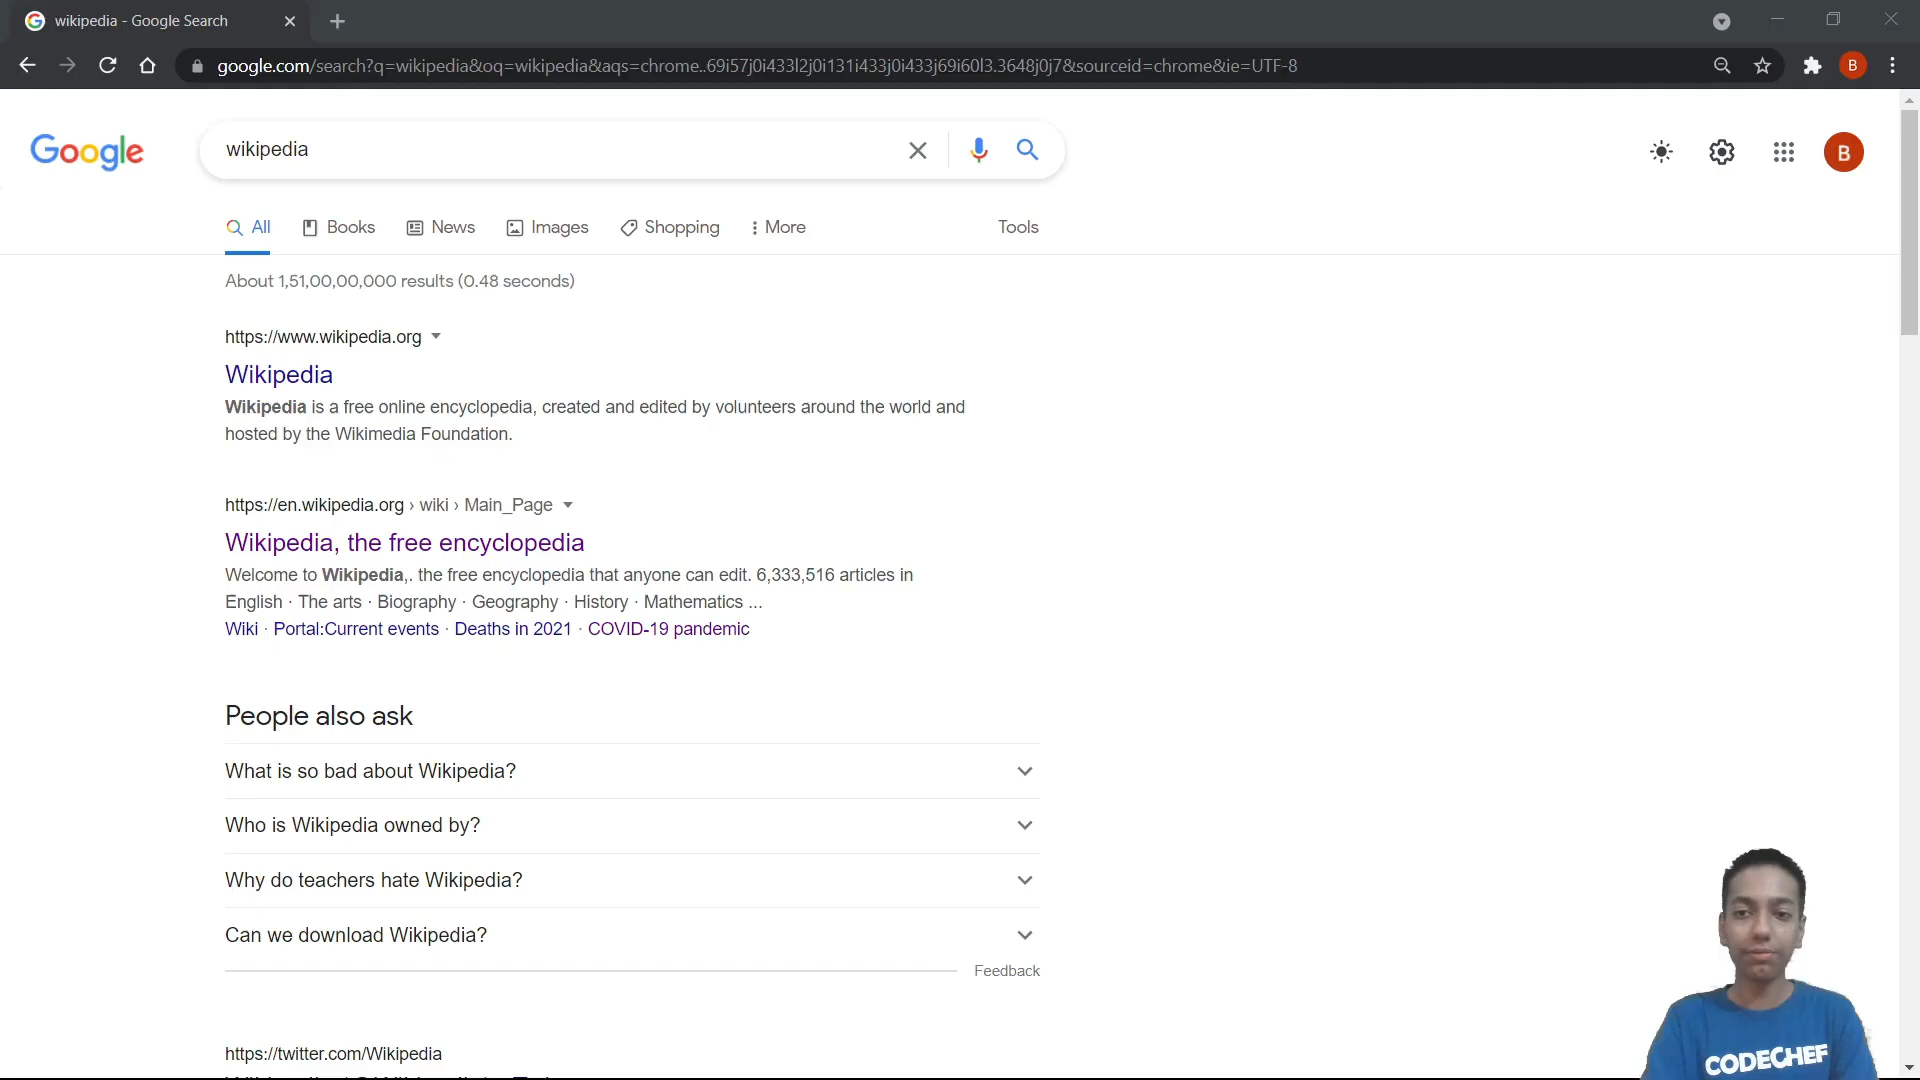 wikipedia - Google Search
google.com/search?q=wikipedia&oq=wikipedia&aqs=chrome..69i57j0i433l2j0i131i433j0i433j69i60l3.3648j0j7&sourceid=chrome&ie=UTF-8
B
Google
wikipedia
B
All
Books
News
Images
Shopping
More
Tools
About 1,51,00,00,000 results (0.48 seconds)
https://www.wikipedia.org
Wikipedia
Wikipedia is a free online encyclopedia, created and edited by volunteers around the world and
hosted by the Wikimedia Foundation.
https://en.wikipedia.org › wiki › Main_Page
Wikipedia, the free encyclopedia
Welcome to Wikipedia,. the free encyclopedia that anyone can edit. 6,333,516 articles in
English · The arts · Biography · Geography · History · Mathematics ...
Wiki · Portal:Current events · Deaths in 2021 · COVID-19 pandemic
People also ask
What is so bad about Wikipedia?
Who is Wikipedia owned by?
Why do teachers hate Wikipedia?
Can we download Wikipedia?
Feedback
https://twitter.com/Wikipedia
CODECHEF